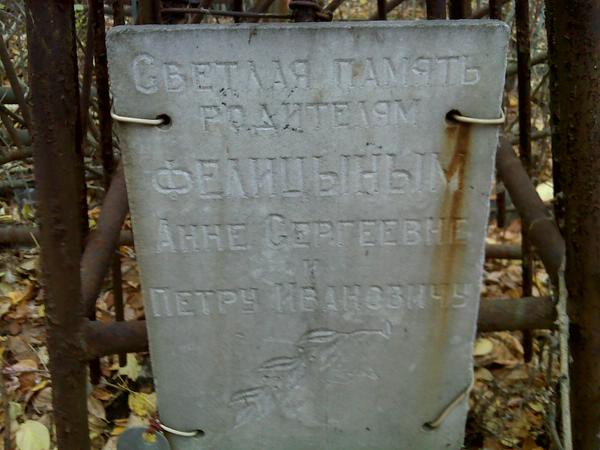 Светлая память
родителям
Фелицыным
Анне Сергеевне
и
Петру Ивановичу